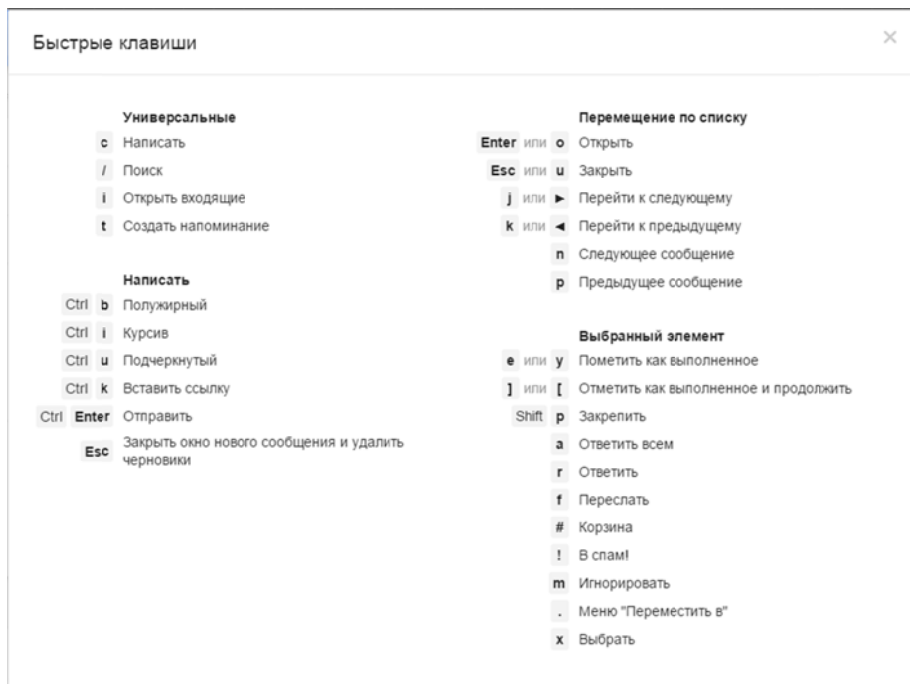 Быстрые клавиши ×
Универсальные
c Написать
/ Поиск
i Открыть входящие
t Создать напоминание
Написать
Ctrl b Полужирный
Ctrl i Курсив
Ctrl u Подчеркнутый
Ctrl k Вставить ссылку
Ctrl Enter Отправить
Esc Закрыть окно нового сообщения и удалить
черновики
Перемещение по списку
Enter или o Открыть
Esc или u Закрыть
j или ► Перейти к следующему
k или ◄ Перейти к предыдущему
n Следующее сообщение
p Предыдущее сообщение
Выбранный элемент
e или y Пометить как выполненное
] или [ Отметить как выполненное и продолжить
Shift p Закрепить
a Ответить всем
r Ответить
f Переслать
# Корзина
! В спам!
m Игнорировать
. Меню "Переместить в"
x Выбрать